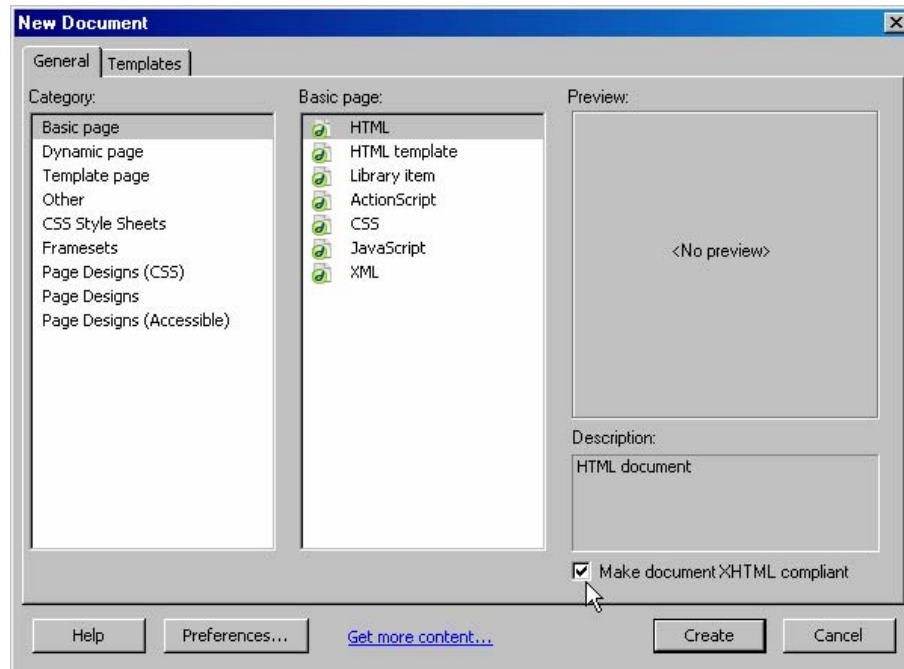 New Document
General
Templates
Category:
Basic page
Dynamic page
Template page
Other
CSS Style Sheets
Framesets
Page Designs (CSS)
Page Designs
Page Designs (Accessible)
Basic page:
HTML
HTML template
Library item
ActionScript
CSS
JavaScript
XML
Preview:
<No preview>
Description:
HTML document
Make document XHTML compliant
Help
Preferences...
Get more content...
Create
Cancel